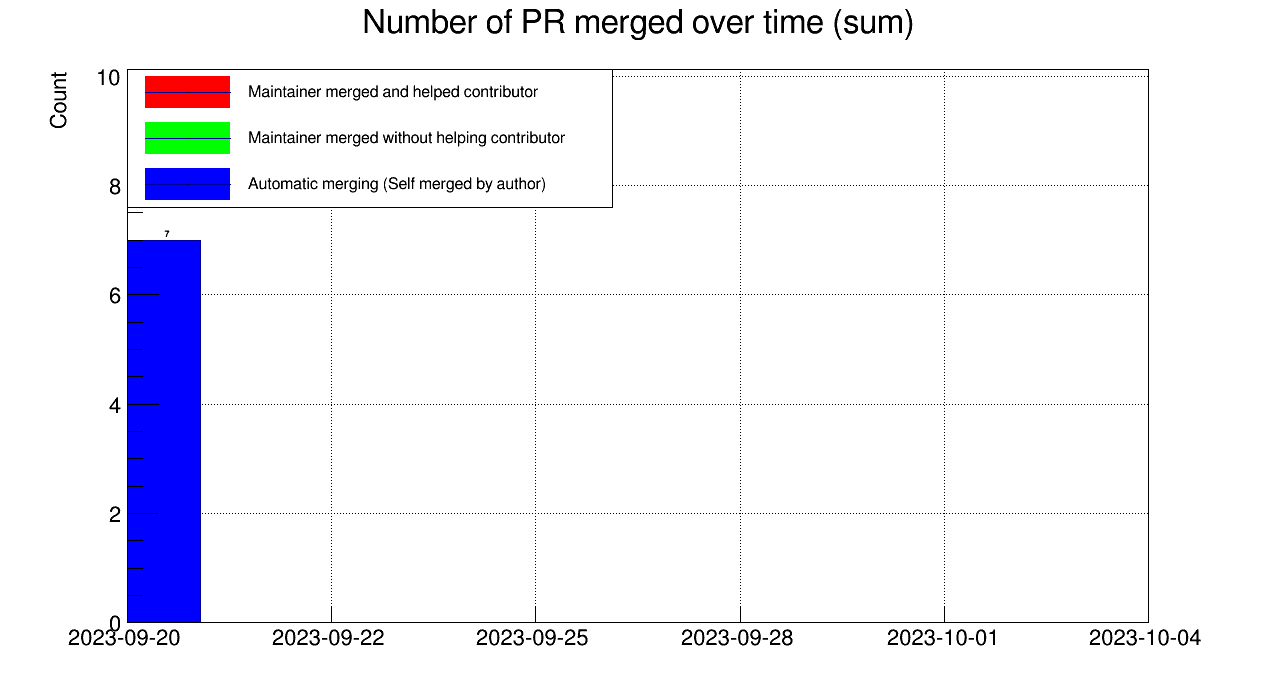 Number of PR merged over time (sum)
Count
Maintainer merged and helped contributor
Maintainer merged without helping contributor
Automatic merging (Self merged by author)
10
8
7
6
4
2
0
2023-09-20 2023-09-22 2023-09-25 2023-09-28 2023-10-01 2023-10-04